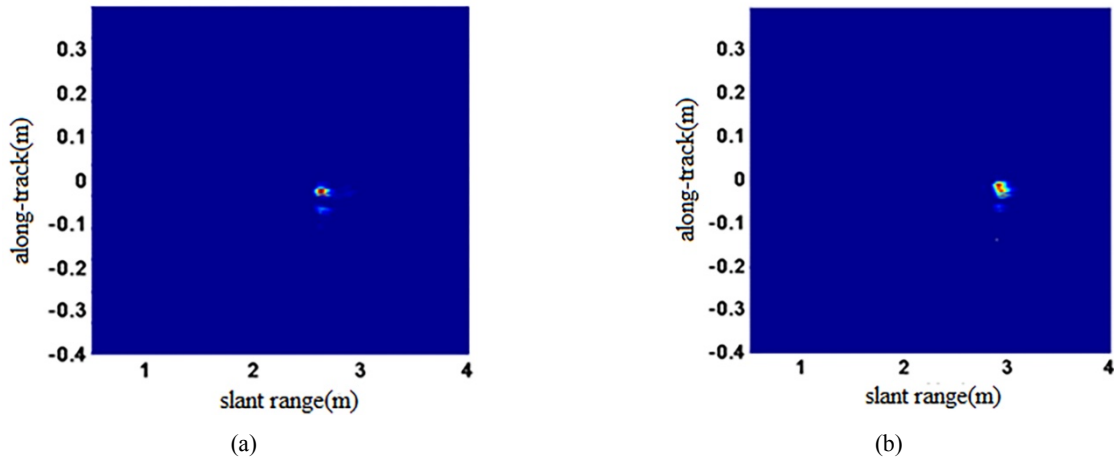 0.3
0.2
0.1
0
-0.1
-0.2
-0.3
-0.4
along-track(m)
1 2 3 4
slant range(m)
(a)
0.3
0.2
0.1
0
-0.1
-0.2
-0.3
-0.4
along-track(m)
1 2 3 4
slant range(m)
(b)